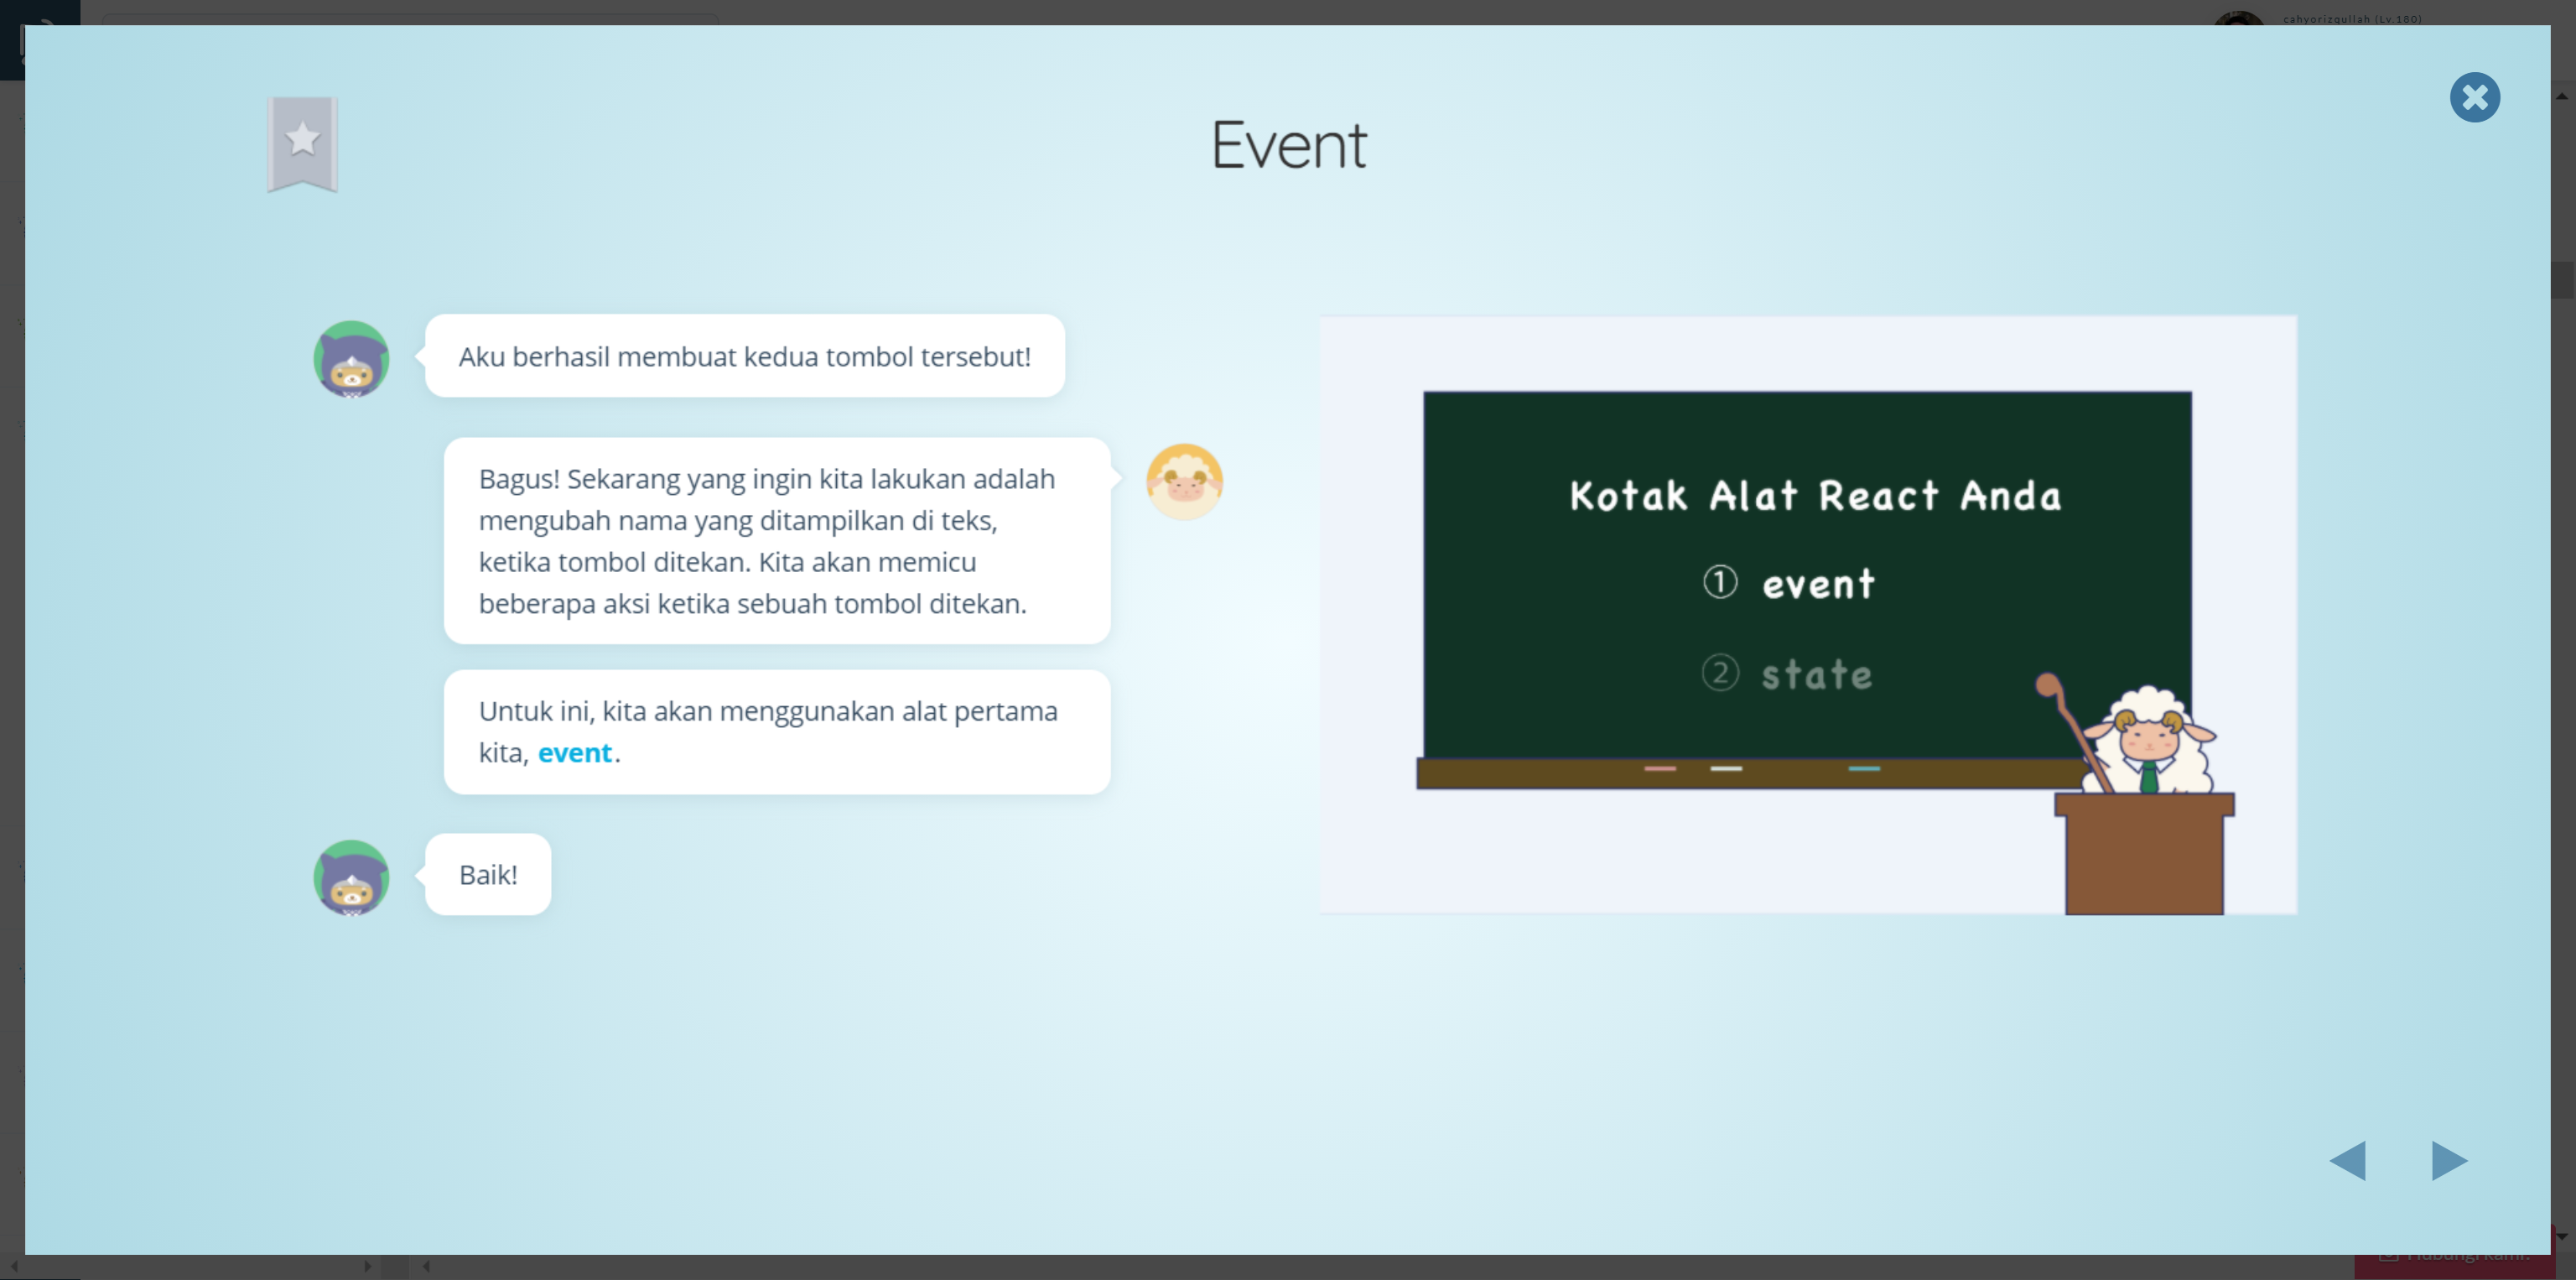 cahyorizqullah (Lv.180)
Event
Aku berhasil membuat kedua tombol tersebut!
Bagus! Sekarang yang ingin kita lakukan adalah
mengubah nama yang ditampilkan di teks,
ketika tombol ditekan. Kita akan memicu
beberapa aksi ketika sebuah tombol ditekan.
Untuk ini, kita akan menggunakan alat pertama
kita, event.
Baik!
Kotak Alat React Anda
① event
② state
Hubungi kami!